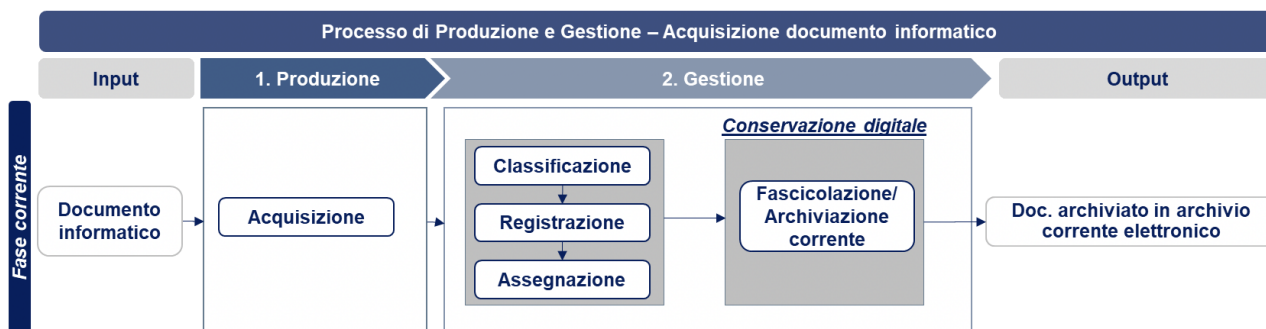 Processo di Produzione e Gestione – Acquisizione documento informatico
Input
1. Produzione
2. Gestione
Output
Fase corrente
Documento
informatico
Acquisizione
Classificazione
Registrazione
Assegnazione
Conservazione digitale
Fascicolazione/
Archiviazione
corrente
Doc. archiviato in archivio
corrente elettronico